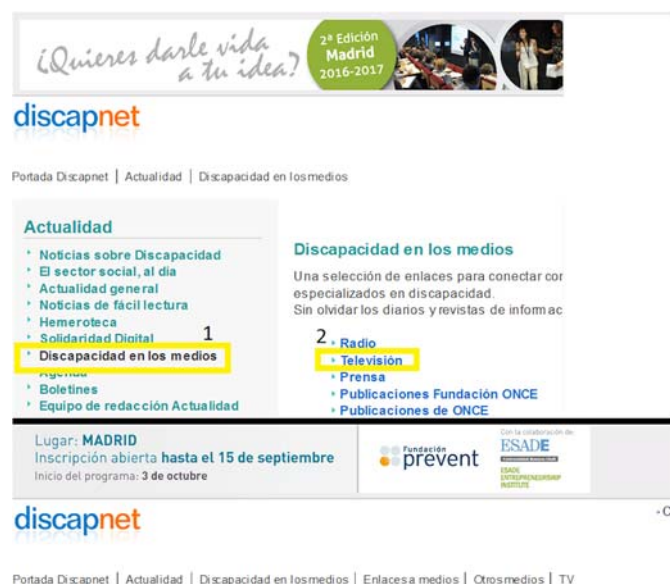 ¿Quieres darle vida
a tu idea?
2ª Edición
Madrid
2016-2017
discapnet
Portada Discapnet | Actualidad | Discapacidad en los medios
Actualidad
Noticias sobre Discapacidad
El sector social, al día
Actualidad general
Noticias de fácil lectura
Hemeroteca
Solidaridad Digital
1
Discapacidad en los medios
Agenda
Boletines
Equipo de redacción Actualidad
Discapacidad en los medios
Una selección de enlaces para conectar con
especializados en discapacidad.
Sin olvidar los diarios y revistas de informac
2
Radio
Televisión
Prensa
Publicaciones Fundación ONCE
Publicaciones de ONCE
Lugar: MADRID
Inscripción abierta hasta el 15 de septiembre
Inicio del programa: 3 de octubre
Fundación
prevent
Con la colaboración de:
ESADE
ESADE
ENTREPRENEURSHIP
INSTITUTE
discapnet
Portada Discapnet | Actualidad | Discapacidad en los medios | Enlaces a medios | Otros medios | TV